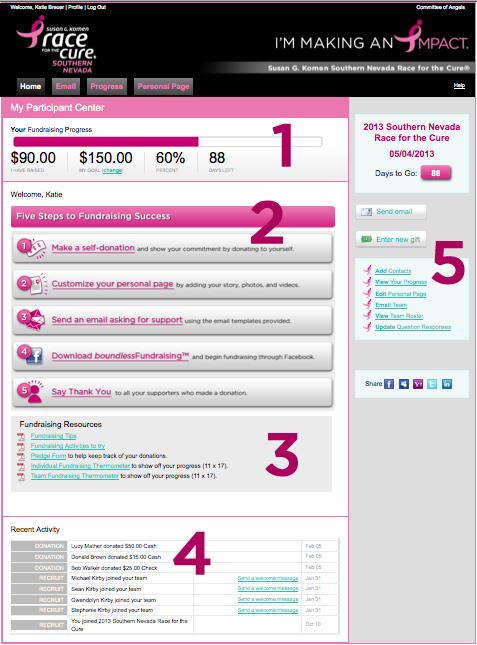 Welcome, Katie Breuer | Profile | Log Out
Committee of Angels
SUSAN G. KOMEN
race
FOR THE
cure®
SOUTHERN
NEVADA
I'M MAKING AN IMPACT.
Susan G. Komen Southern Nevada Race for the Cure®
Home Email Progress Personal Page
Help
My Participant Center
Your Fundraising Progress
1
$90.00 $150.00 60% 88
I HAVE RAISED MY GOAL (change) PERCENT DAYS LEFT
Welcome, Katie
2
Five Steps to Fundraising Success
1 Make a self-donation and show your commitment by donating to yourself.
2 Customize your personal page by adding your story, photos, and videos.
3 Send an email asking for support using the email templates provided.
4 Download boundlessFundraising™ and begin fundraising through Facebook.
5 Say Thank You to all your supporters who made a donation.
Fundraising Resources
Fundraising Tips
Fundraising Activities to try
Pledge Form to help keep track of your donations.
Individual Fundraising Thermometer to show off your progress (11 x 17).
Team Fundraising Thermometer to show off your progress (11 x 17).
3
Recent Activity
4
DONATION Lucy Mather donated $50.00 Cash Feb 05
DONATION Donald Brown donated $15.00 Cash Feb 05
DONATION Bob Walker donated $25.00 Check Feb 05
RECRUIT Michael Kirby joined your team Send a welcome message Jan 31
RECRUIT Sean Kirby joined your team Send a welcome message Jan 31
RECRUIT Gwendolyn Kirby joined your team Send a welcome message Jan 31
RECRUIT Stephanie Kirby joined your team Send a welcome message Jan 31
RECRUIT You joined 2013 Southern Nevada Race for the Oct 10
Cure
2013 Southern Nevada
Race for the Cure
05/04/2013
Days to Go: 88
Send email
Enter new gift
5
Add Contacts
View Your Progress
Edit Personal Page
Email Team
View Team Roster
Update Question Responses
Share